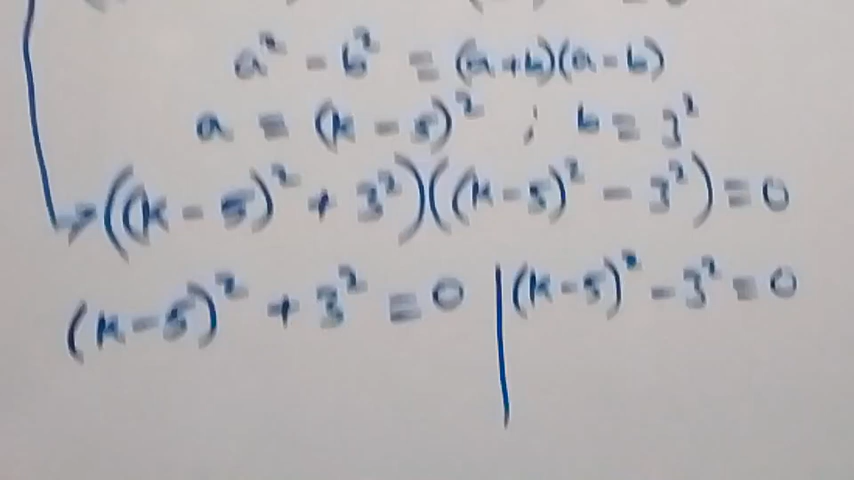 a² - b² = (a+b)(a-b)
a = (k - 5)² ; b = 3²
((k - 5)² + 3²)((k - 5)² - 3²) = 0
(k - 5)² + 3² = 0 | (k - 5)² - 3² = 0